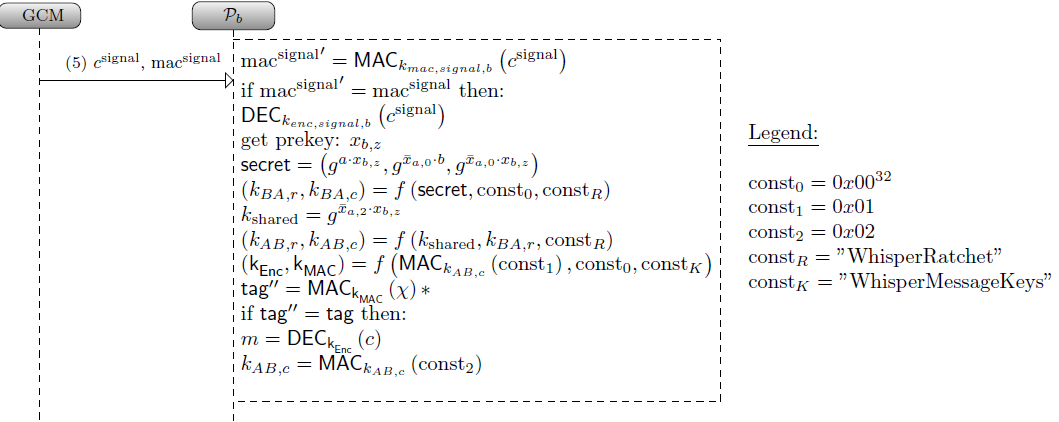 GCM
𝒫_b
(5) c^signal, mac^signal
mac^signal′ = MAC_{k_{mac,signal,b}} (c^signal)
if mac^signal′ = mac^signal then:
DEC_{k_{enc,signal,b}} (c^signal)
get prekey: x_{b,z}
secret = (g^{a·x_{b,z}}, g^{x̄_{a,0}·b}, g^{x̄_{a,0}·x_{b,z}})
(k_{BA,r}, k_{BA,c}) = f (secret, const_0, const_R)
k_shared = g^{x̄_{a,2}·x_{b,z}}
(k_{AB,r}, k_{AB,c}) = f (k_shared, k_{BA,r}, const_R)
(k_Enc, k_MAC) = f (MAC_{k_{AB,c}} (const_1), const_0, const_K)
tag′′ = MAC_{k_MAC} (χ) ∗
if tag′′ = tag then:
m = DEC_{k_Enc} (c)
k_{AB,c} = MAC_{k_{AB,c}} (const_2)
Legend:
const_0 = 0x00^32
const_1 = 0x01
const_2 = 0x02
const_R = ”WhisperRatchet”
const_K = ”WhisperMessageKeys”